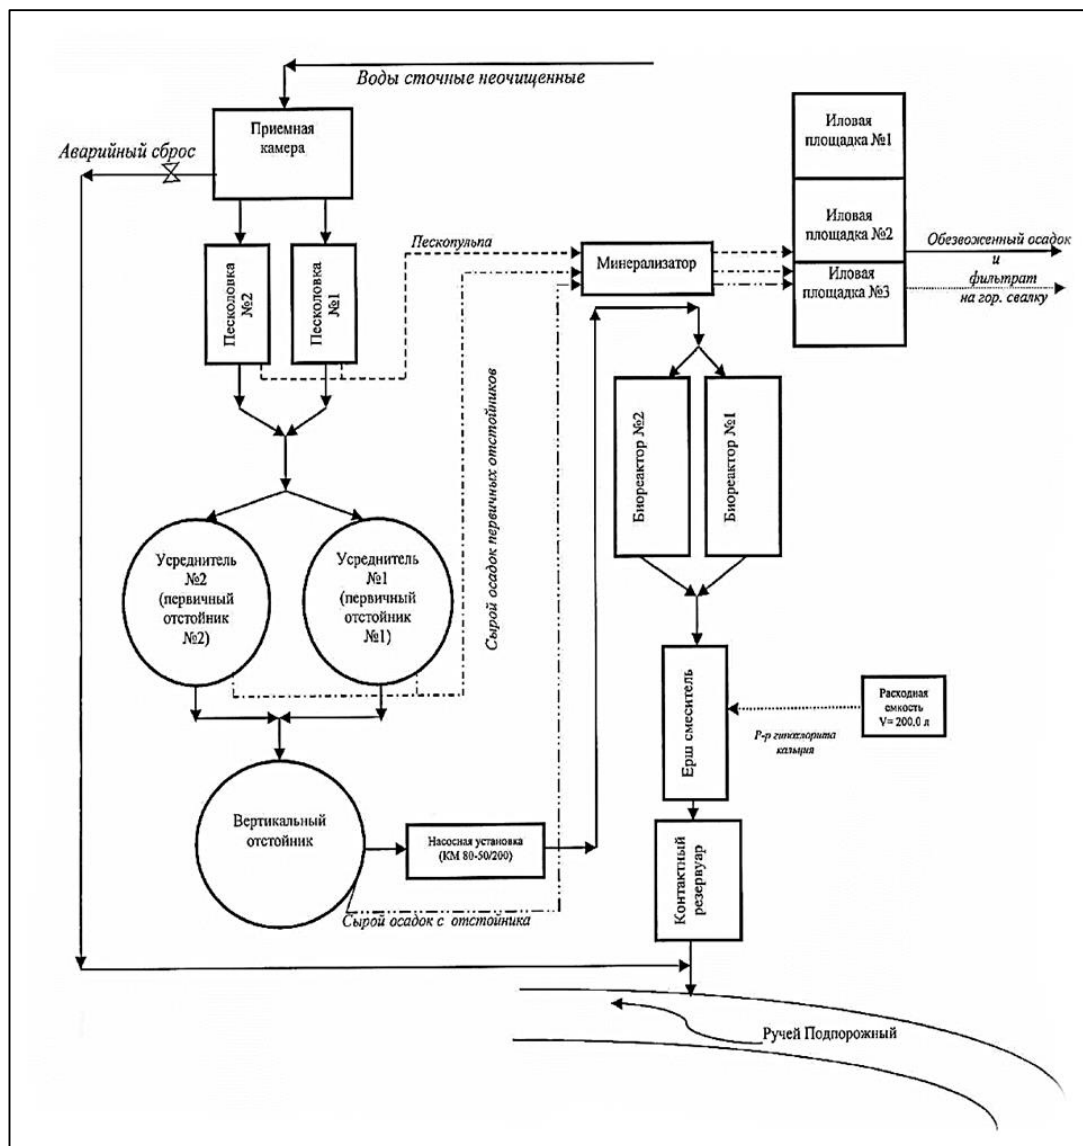 Воды сточные неочищенные
Приемная
камера
Аварийный сброс
Иловая
площадка №1
Иловая
площадка №2
Иловая
площадка №3
Обезвоженный осадок
и
фильтрат
на гор. свалку
Пескопульпа
Минерализатор
Песколовка
№2
Песколовка
№1
Биореактор №2
Биореактор №1
Сырой осадок первичных отстойников
Усреднитель
№2
(первичный
отстойник
№2)
Усреднитель
№1
(первичный
отстойник
№1)
Ерш смеситель
Расходная
емкость
V= 200,0 л
Р-р гипохлорита
кальция
Вертикальный
отстойник
Насосная установка
(КМ 80-50/200)
Контактный
резервуар
Сырой осадок с отстойника
Ручей Подпорожный